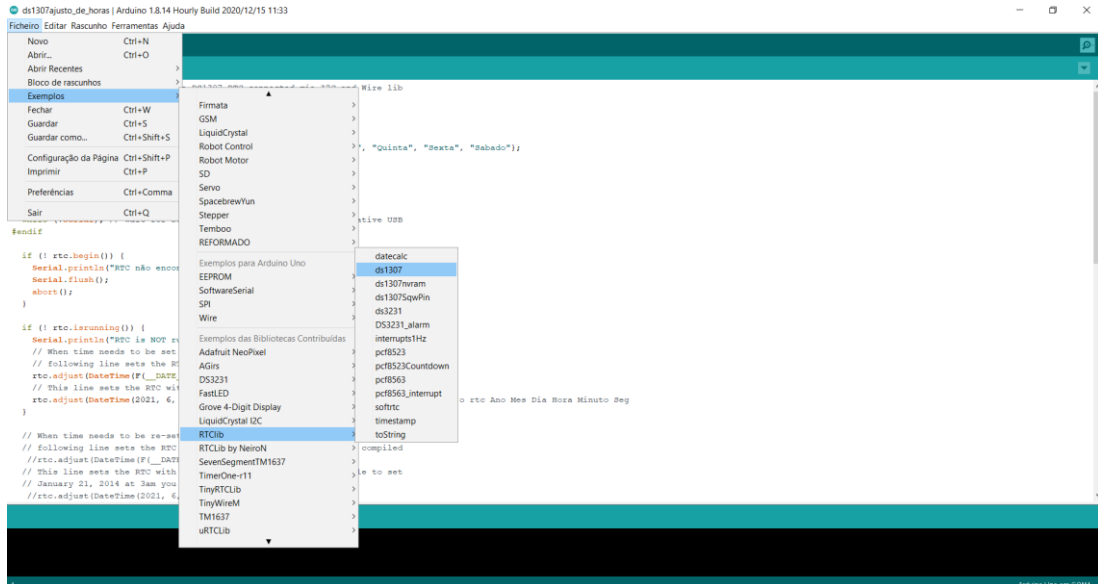 ds1307ajusto_de_horas | Arduino 1.8.14 Hourly Build 2020/12/15 11:33
Ficheiro Editar Rascunho Ferramentas Ajuda
Novo Ctrl+N
Abrir... Ctrl+O
Abrir Recentes
Bloco de rascunhos
Exemplos
Fechar Ctrl+W
Guardar Ctrl+S
Guardar como... Ctrl+Shift+S
Configuração da Página Ctrl+Shift+P
Imprimir Ctrl+P
Preferências Ctrl+Comma
Sair Ctrl+Q
Firmata
GSM
LiquidCrystal
Robot Control
Robot Motor
SD
Servo
SpacebrewYun
Stepper
Temboo
REFORMADO
Exemplos para Arduino Uno
EEPROM
SoftwareSerial
SPI
Wire
Exemplos das Bibliotecas Contribuídas
Adafruit NeoPixel
AGirs
DS3231
FastLED
Grove 4-Digit Display
LiquidCrystal I2C
RTClib
RTCLib by NeiroN
SevenSegmentTM1637
TimerOne-r11
TinyRTCLib
TinyWireM
TM1637
uRTCLib
datecalc
ds1307
ds1307nvram
ds1307SqwPin
ds3231
DS3231_alarm
interrupts1Hz
pcf8523
pcf8523Countdown
pcf8563
pcf8563_interrupt
softrtc
timestamp
toString
Wire lib
", "Quinta", "Sexta", "Sabado"};
ative USB
#endif
if (! rtc.begin()) {
Serial.println("RTC não encon
Serial.flush();
abort();
}
if (! rtc.isrunning()) {
Serial.println("RTC is NOT ru
// When time needs to be set
// following line sets the R
rtc.adjust(DateTime(F(__DATE
// This line sets the RTC wit
rtc.adjust(DateTime(2021, 6, o rtc Ano Mes Dia Hora Minuto Seg
}
// When time needs to be re-set
// following line sets the RTC compiled
//rtc.adjust(DateTime(F(__DAT
// This line sets the RTC with le to set
// January 21, 2014 at 3am you
//rtc.adjust(DateTime(2021, 6,